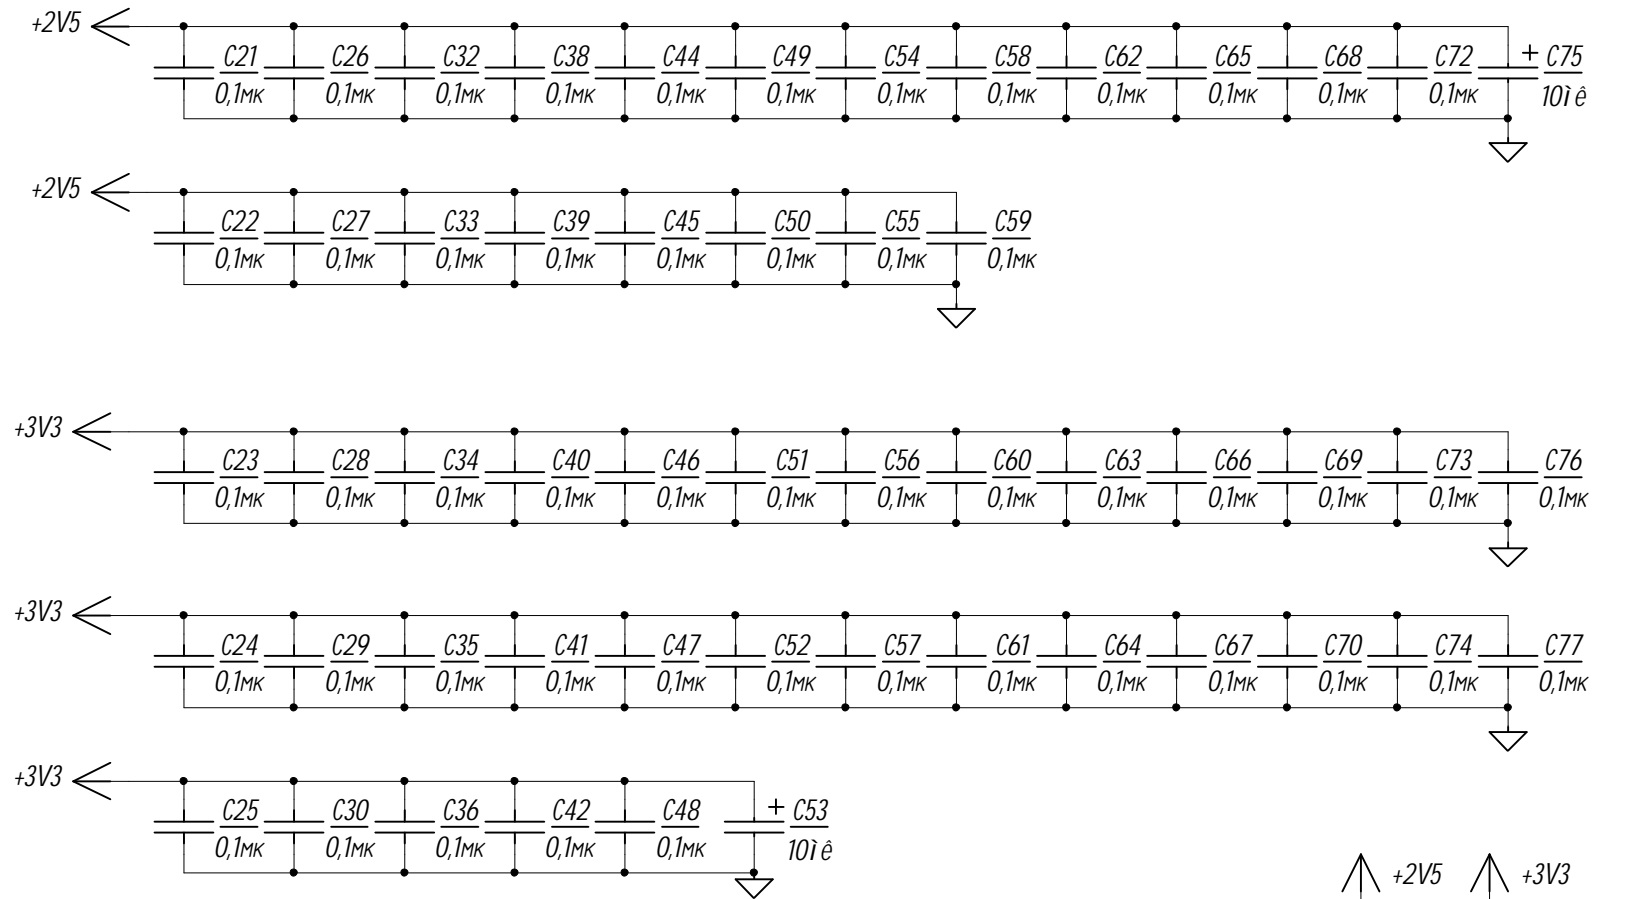 +2V5
C21 C26 C32 C38 C44 C49 C54 C58 C62 C65 C68 C72 + C75
0,1мк 0,1мк 0,1мк 0,1мк 0,1мк 0,1мк 0,1мк 0,1мк 0,1мк 0,1мк 0,1мк 0,1мк 10ì ê
+2V5
C22 C27 C33 C39 C45 C50 C55 C59
0,1мк 0,1мк 0,1мк 0,1мк 0,1мк 0,1мк 0,1мк 0,1мк
+3V3
C23 C28 C34 C40 C46 C51 C56 C60 C63 C66 C69 C73 C76
0,1мк 0,1мк 0,1мк 0,1мк 0,1мк 0,1мк 0,1мк 0,1мк 0,1мк 0,1мк 0,1мк 0,1мк 0,1мк
+3V3
C24 C29 C35 C41 C47 C52 C57 C61 C64 C67 C70 C74 C77
0,1мк 0,1мк 0,1мк 0,1мк 0,1мк 0,1мк 0,1мк 0,1мк 0,1мк 0,1мк 0,1мк 0,1мк 0,1мк
+3V3
C25 C30 C36 C42 C48 + C53
0,1мк 0,1мк 0,1мк 0,1мк 0,1мк 10ì ê
+2V5 +3V3